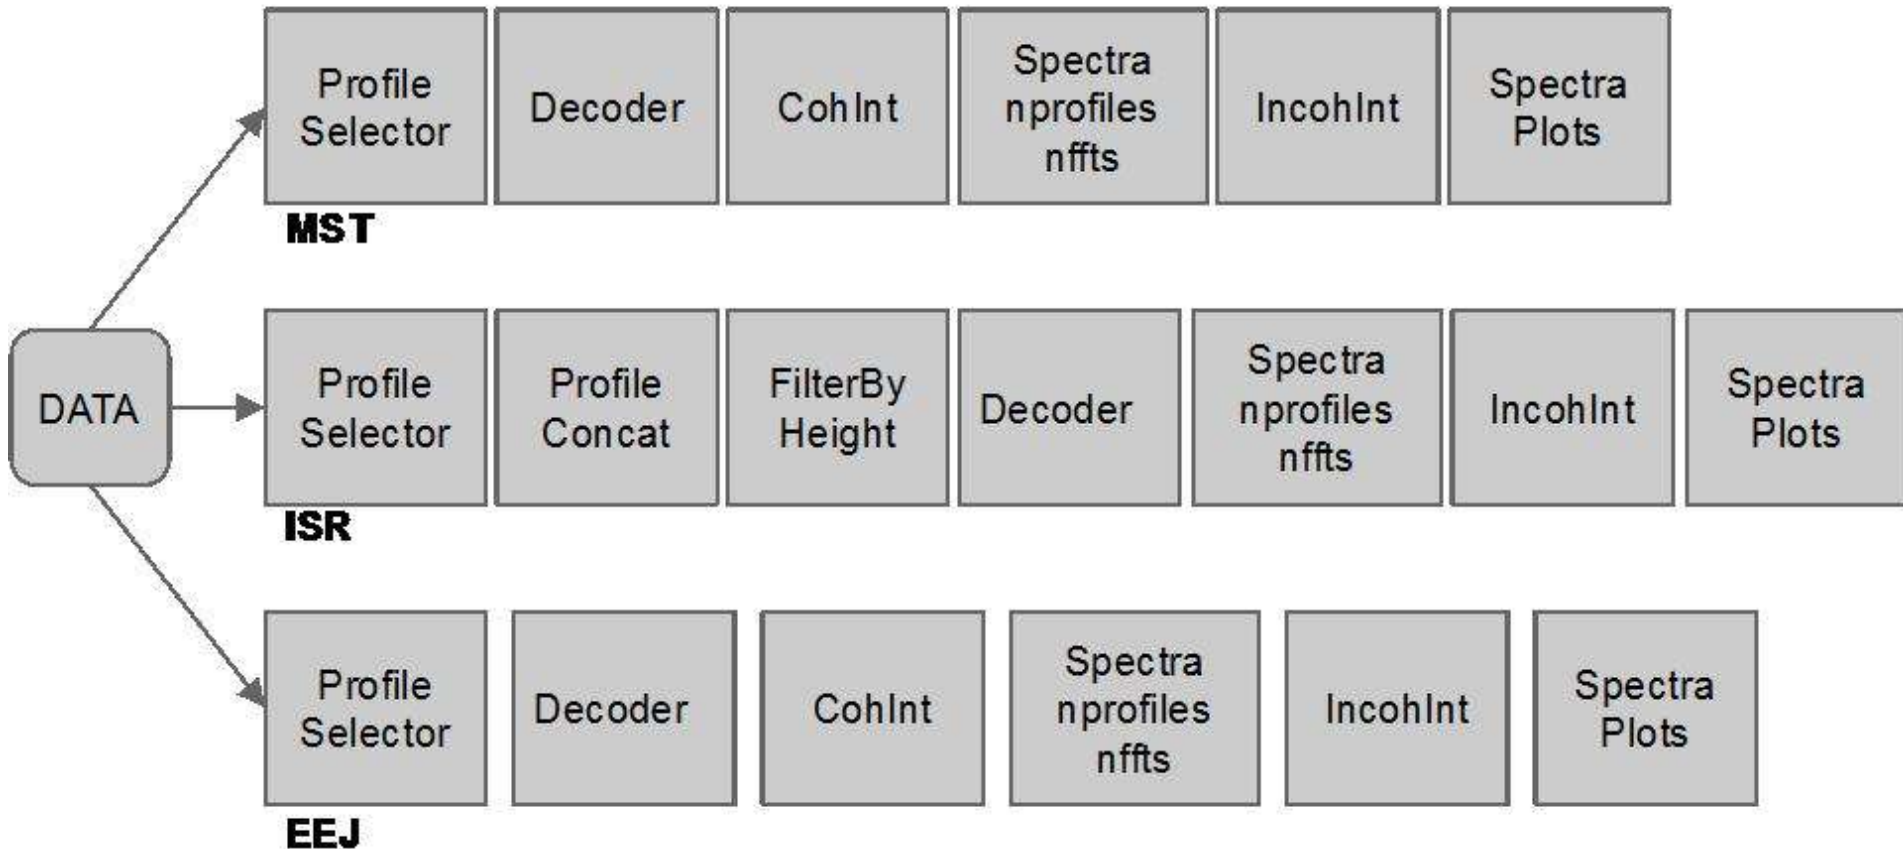 Profile
Selector
Decoder
CohInt
Spectra
nprofiles
nffts
IncohInt
Spectra
Plots
MST
DATA
Profile
Selector
Profile
Concat
FilterBy
Height
Decoder
Spectra
nprofiles
nffts
IncohInt
Spectra
Plots
ISR
Profile
Selector
Decoder
CohInt
Spectra
nprofiles
nffts
IncohInt
Spectra
Plots
EEJ